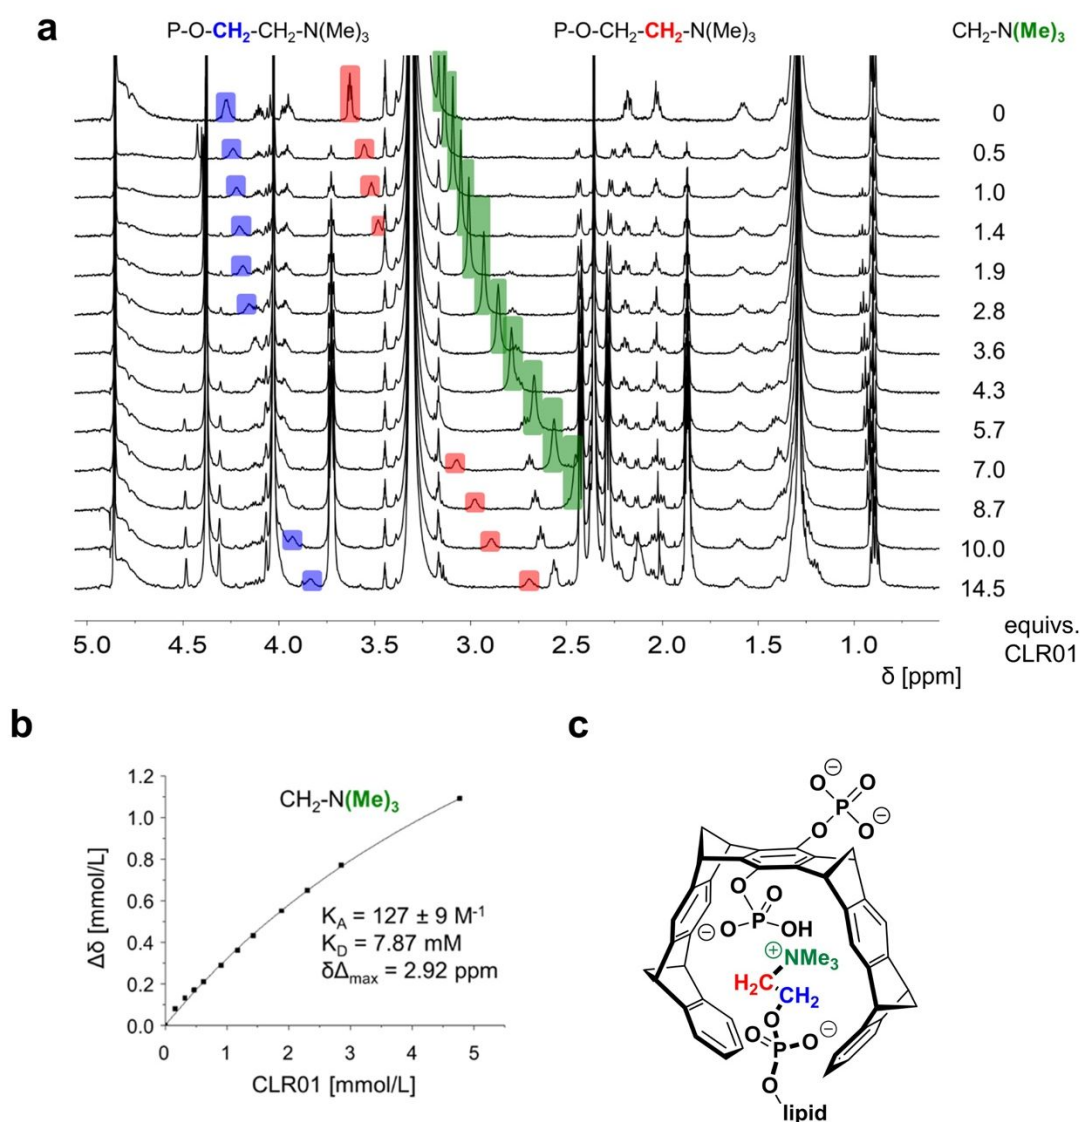 a
P-O-CH₂-CH₂-N(Me)₃ P-O-CH₂-CH₂-N(Me)₃ CH₂-N(Me)₃
0
0.5
1.0
1.4
1.9
2.8
3.6
4.3
5.7
7.0
8.7
10.0
14.5
5.0 4.5 4.0 3.5 3.0 2.5 2.0 1.5 1.0
equivs.
CLR01
δ [ppm]
b
Δδ [mmol/L]
1.2
1.0
0.8
0.6
0.4
0.2
0.0
CH₂-N(Me)₃
K_A = 127 ± 9 M⁻¹
K_D = 7.87 mM
δΔ_max = 2.92 ppm
0 1 2 3 4 5
CLR01 [mmol/L]
c
⊖
O O
P ⊖
O O
O O
P
O OH
⊖
⊕ NMe₃
H₂C
CH₂
O ⊖
O P O
O
lipid